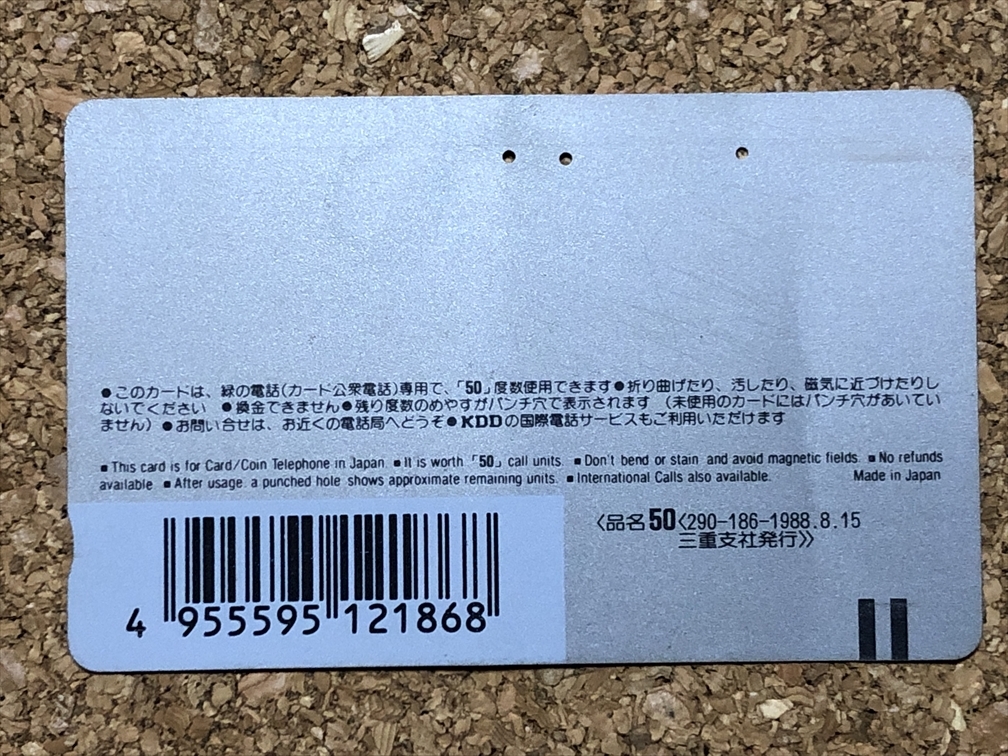 ●このカードは、緑の電話(カード公衆電話)専用で、「50」度数使用できます●折り曲げたり、汚したり、磁気に近づけたりし
ないでください ●換金できません●残り度数のめやすがパンチ穴で表示されます (未使用のカードにはパンチ穴があいてい
ません) ●お問い合せは、お近くの電話局へどうぞ●KDDの国際電話サービスもご利用いただけます
■This card is for Card/Coin Telephone in Japan. ■It is worth 「50」 call units. ■Don't bend or stain and avoid magnetic fields. ■No refunds
available ■After usage, a punched hole shows approximate remaining units. ■International Calls also available. Made in Japan
〈品名50〈290-186-1988.8.15
三重支社発行》
4 955595 121868